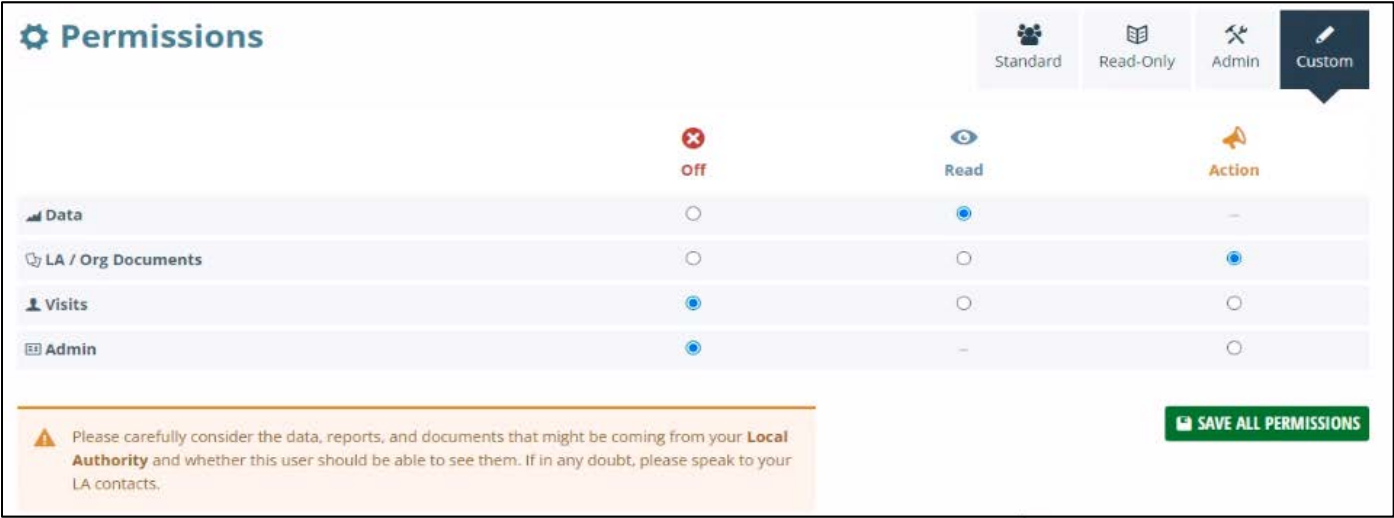 Permissions
Standard
Read-Only
Admin
Custom
Off
Read
Action
Data
–
LA / Org Documents
Visits
Admin
–
Please carefully consider the data, reports, and documents that might be coming from your Local
Authority and whether this user should be able to see them. If in any doubt, please speak to your
LA contacts.
SAVE ALL PERMISSIONS